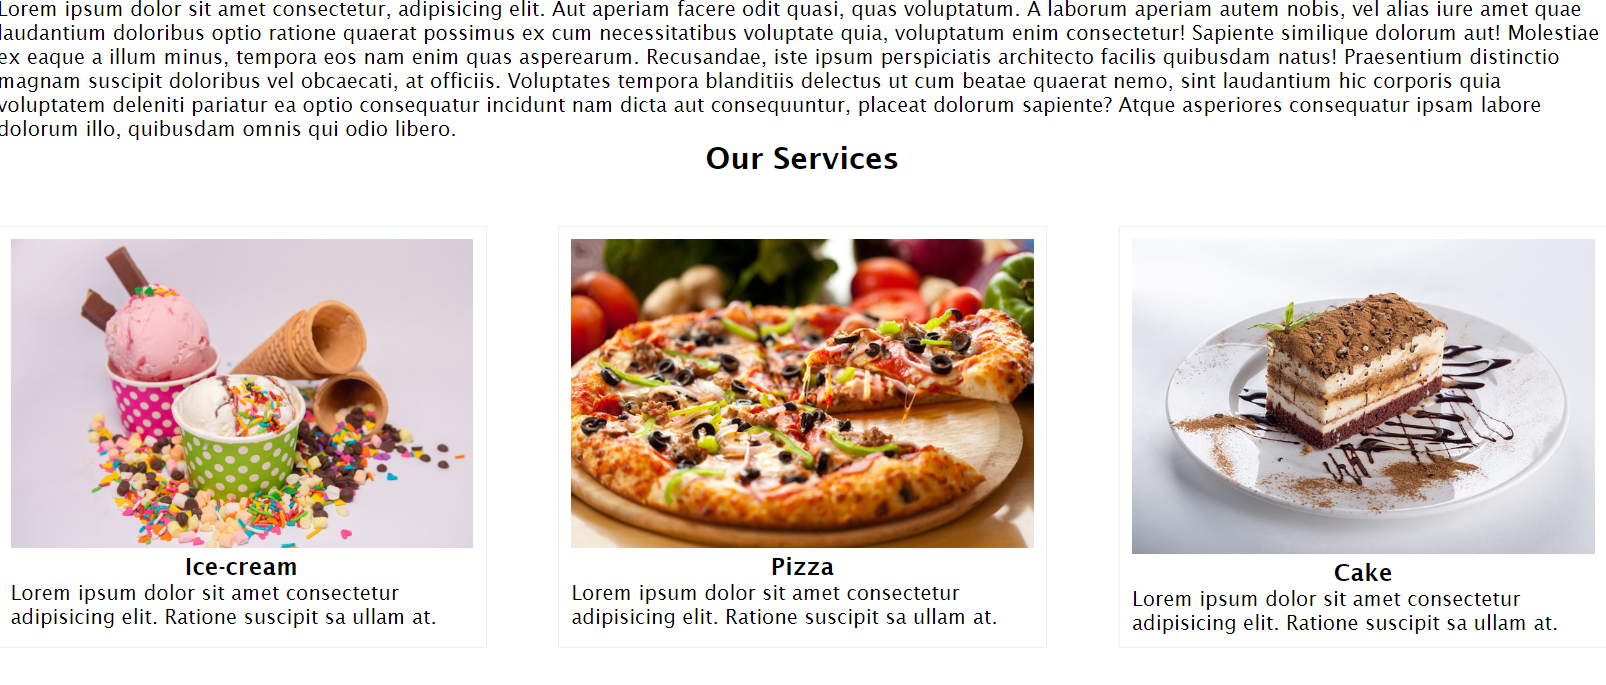 Lorem ipsum dolor sit amet consectetur, adipisicing elit. Aut aperiam facere odit quasi, quas voluptatum. A laborum aperiam autem nobis, vel alias iure amet quae
laudantium doloribus optio ratione quaerat possimus ex cum necessitatibus voluptate quia, voluptatum enim consectetur! Sapiente similique dolorum aut! Molestiae
ex eaque a illum minus, tempora eos nam enim quas asperearum. Recusandae, iste ipsum perspiciatis architecto facilis quibusdam natus! Praesentium distinctio
magnam suscipit doloribus vel obcaecati, at officiis. Voluptates tempora blanditiis delectus ut cum beatae quaerat nemo, sint laudantium hic corporis quia
voluptatem deleniti pariatur ea optio consequatur incidunt nam dicta aut consequuntur, placeat dolorum sapiente? Atque asperiores consequatur ipsam labore
dolorum illo, quibusdam omnis qui odio libero.
Our Services
Ice-cream
Lorem ipsum dolor sit amet consectetur
adipisicing elit. Ratione suscipit sa ullam at.
Pizza
Lorem ipsum dolor sit amet consectetur
adipisicing elit. Ratione suscipit sa ullam at.
Cake
Lorem ipsum dolor sit amet consectetur
adipisicing elit. Ratione suscipit sa ullam at.